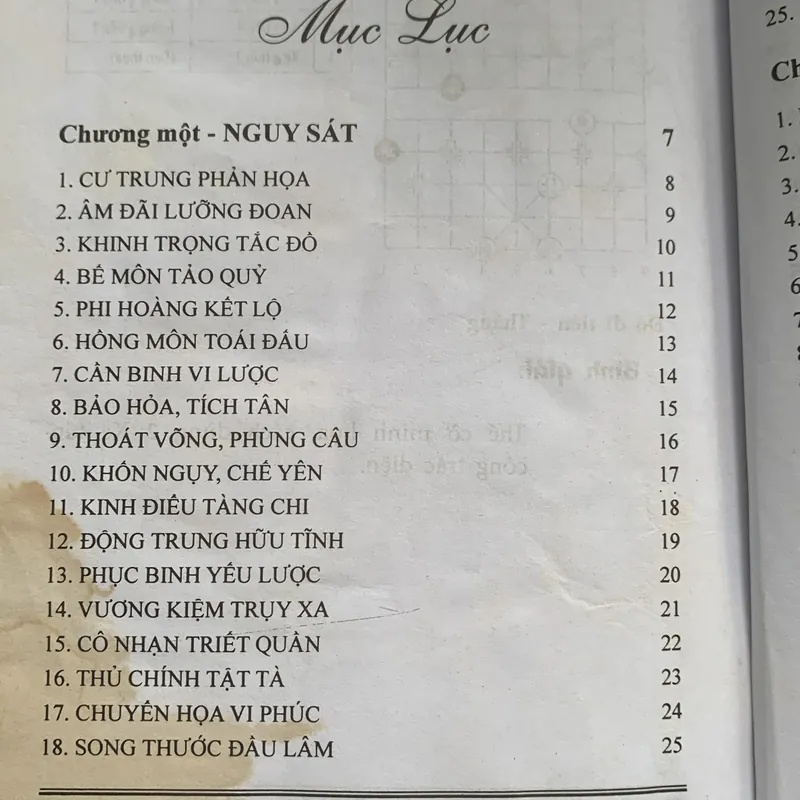 Mục Lục
Chương một - NGUY SÁT 7
1. CƯ TRUNG PHẢN HỌA 8
2. ÂM ĐÃI LƯỠNG ĐOAN 9
3. KHINH TRỌNG TẮC ĐỒ 10
4. BẾ MÔN TẢO QUỶ 11
5. PHI HOÀNG KẾT LỘ 12
6. HỒNG MÔN TOÁI ĐẤU 13
7. CẦN BINH VI LƯỢC 14
8. BẢO HỎA, TÍCH TÂN 15
9. THOÁT VÕNG, PHÙNG CÂU 16
10. KHỐN NGỤY, CHẾ YÊN 17
11. KINH ĐIỂU TÀNG CHI 18
12. ĐỘNG TRUNG HỮU TĨNH 19
13. PHỤC BINH YẾU LƯỢC 20
14. VƯƠNG KIỆM TRỤY XA 21
15. CÔ NHẠN TRIẾT QUẦN 22
16. THỦ CHÍNH TẬT TÀ 23
17. CHUYỂN HỌA VI PHÚC 24
18. SONG THƯỚC ĐẦU LÂM 25
25.
Ch
1.
2.
3.
4.
5
6
7
8